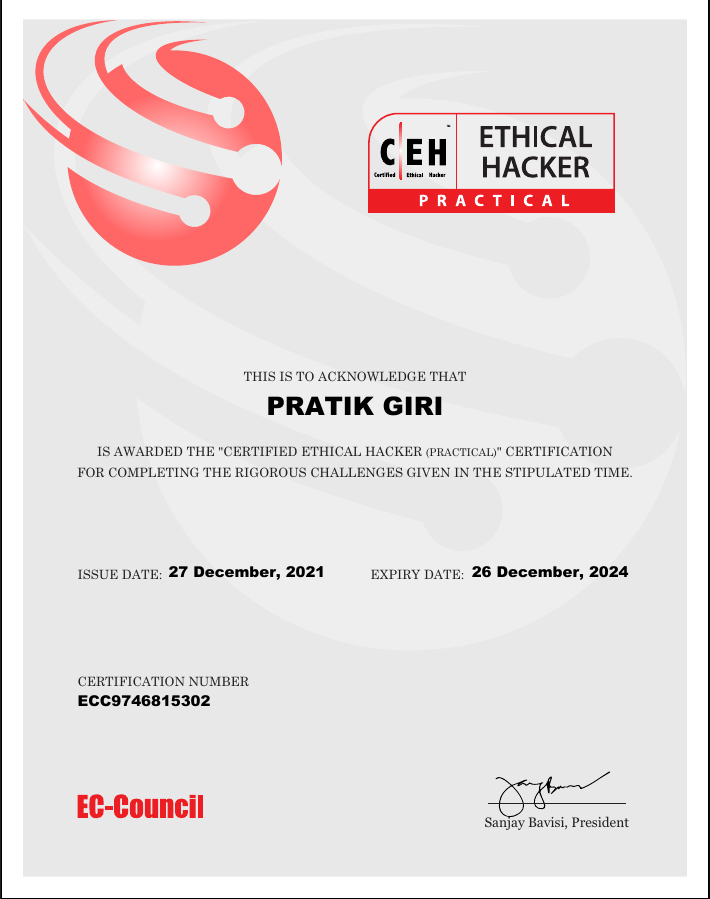 CEH™
Certified Ethical Hacker
ETHICAL
HACKER
PRACTICAL
THIS IS TO ACKNOWLEDGE THAT
PRATIK GIRI
IS AWARDED THE "CERTIFIED ETHICAL HACKER (PRACTICAL)" CERTIFICATION
FOR COMPLETING THE RIGOROUS CHALLENGES GIVEN IN THE STIPULATED TIME.
ISSUE DATE: 27 December, 2021 EXPIRY DATE: 26 December, 2024
CERTIFICATION NUMBER
ECC9746815302
EC-Council
Sanjay Bavisi, President